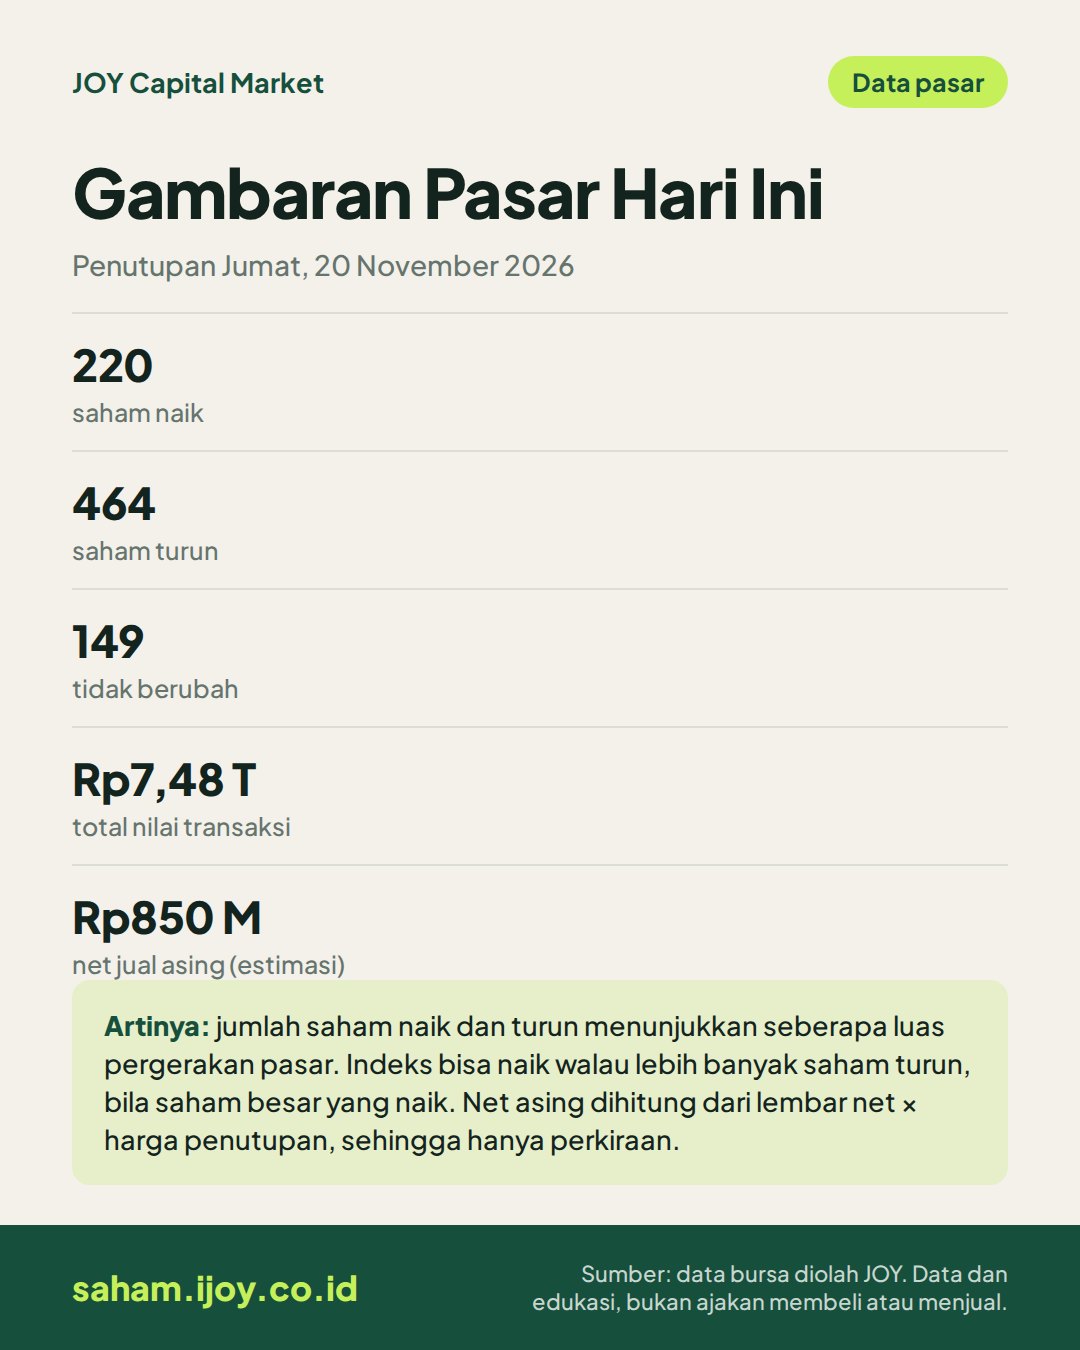 JOY Capital Market
Data pasar
Gambaran Pasar Hari Ini
Penutupan Jumat, 20 November 2026
220
saham naik
464
saham turun
149
tidak berubah
Rp7,48 T
total nilai transaksi
Rp850 M
net jual asing (estimasi)
Artinya: jumlah saham naik dan turun menunjukkan seberapa luas
pergerakan pasar. Indeks bisa naik walau lebih banyak saham turun,
bila saham besar yang naik. Net asing dihitung dari lembar net ×
harga penutupan, sehingga hanya perkiraan.
saham.ijoy.co.id
Sumber: data bursa diolah JOY. Data dan
edukasi, bukan ajakan membeli atau menjual.